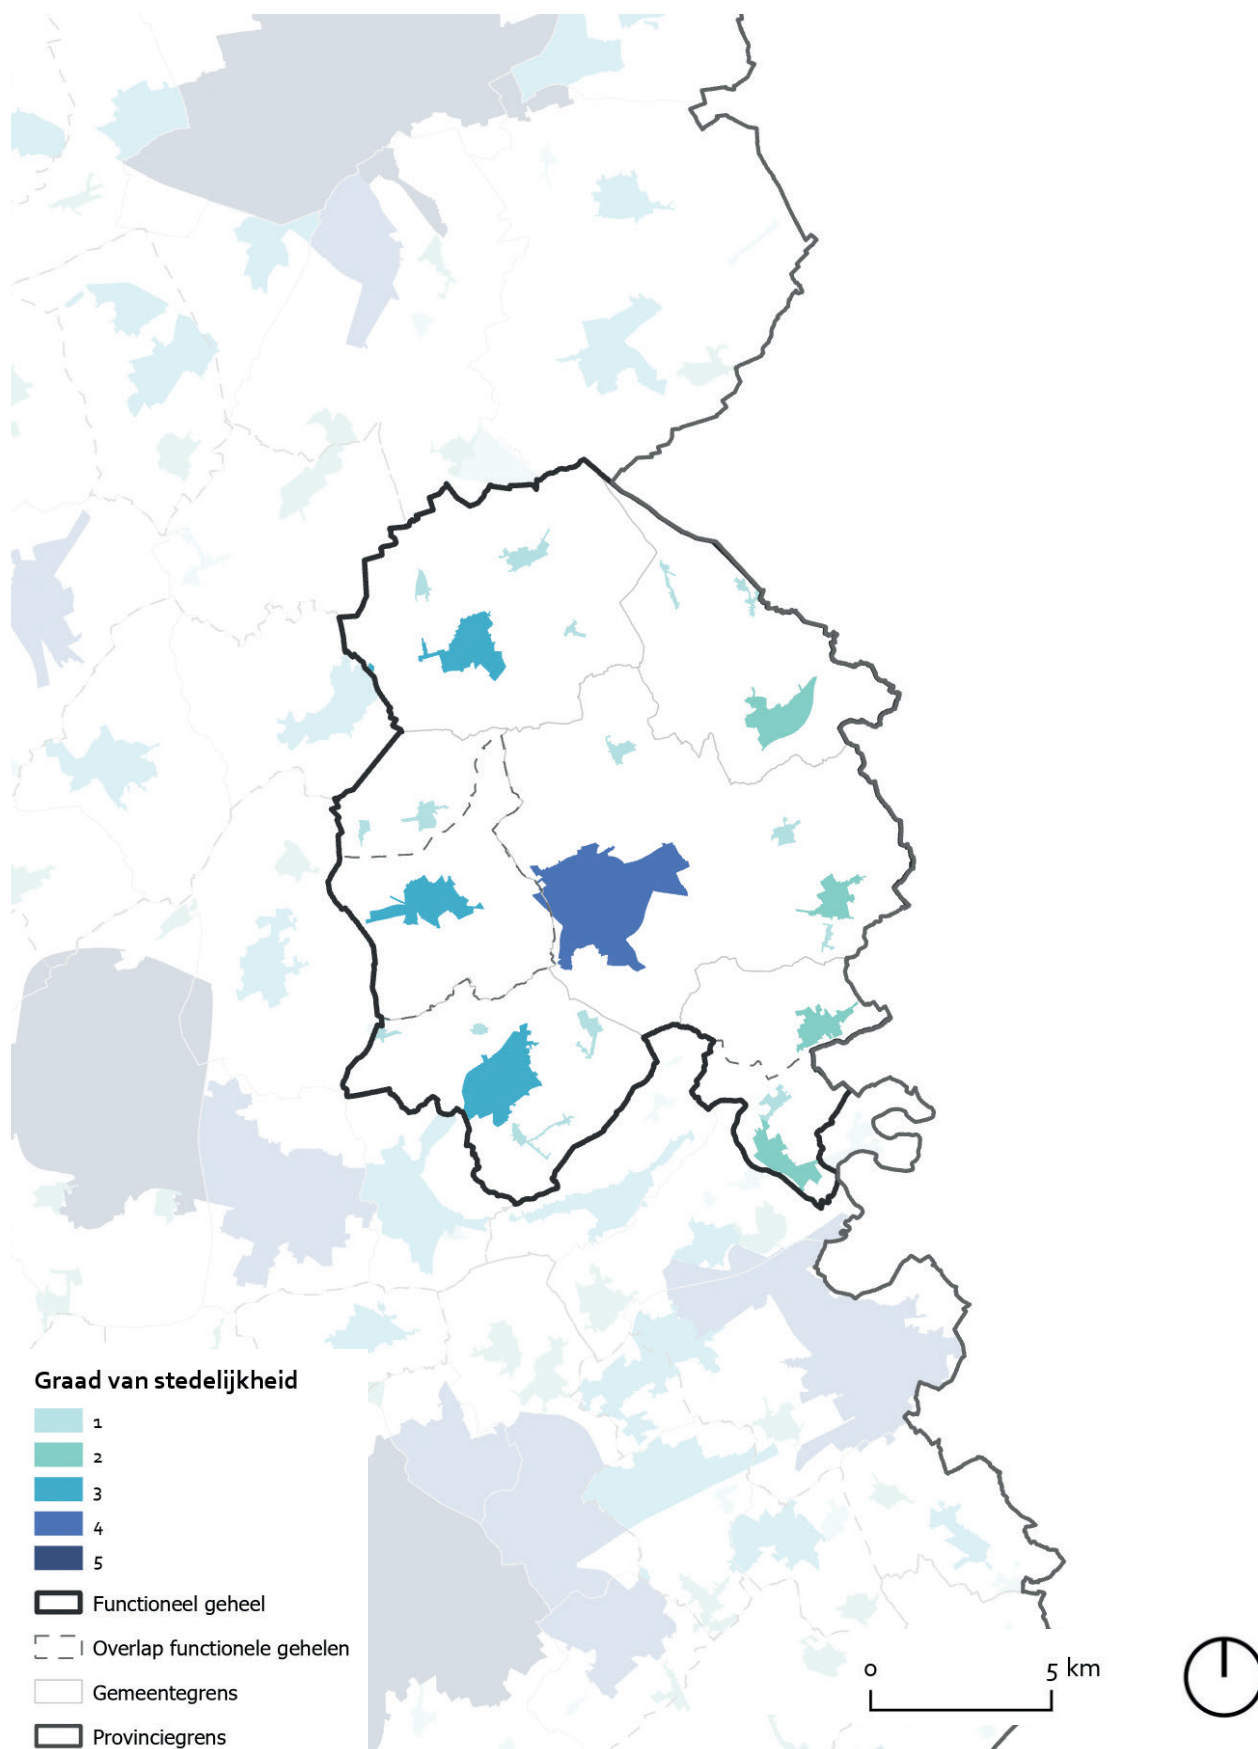 Graad van stedelijkheid
1
2
3
4
5
Functioneel geheel
Overlap functionele gehelen
Gemeentegrens
Provinciegrens
0 5 km